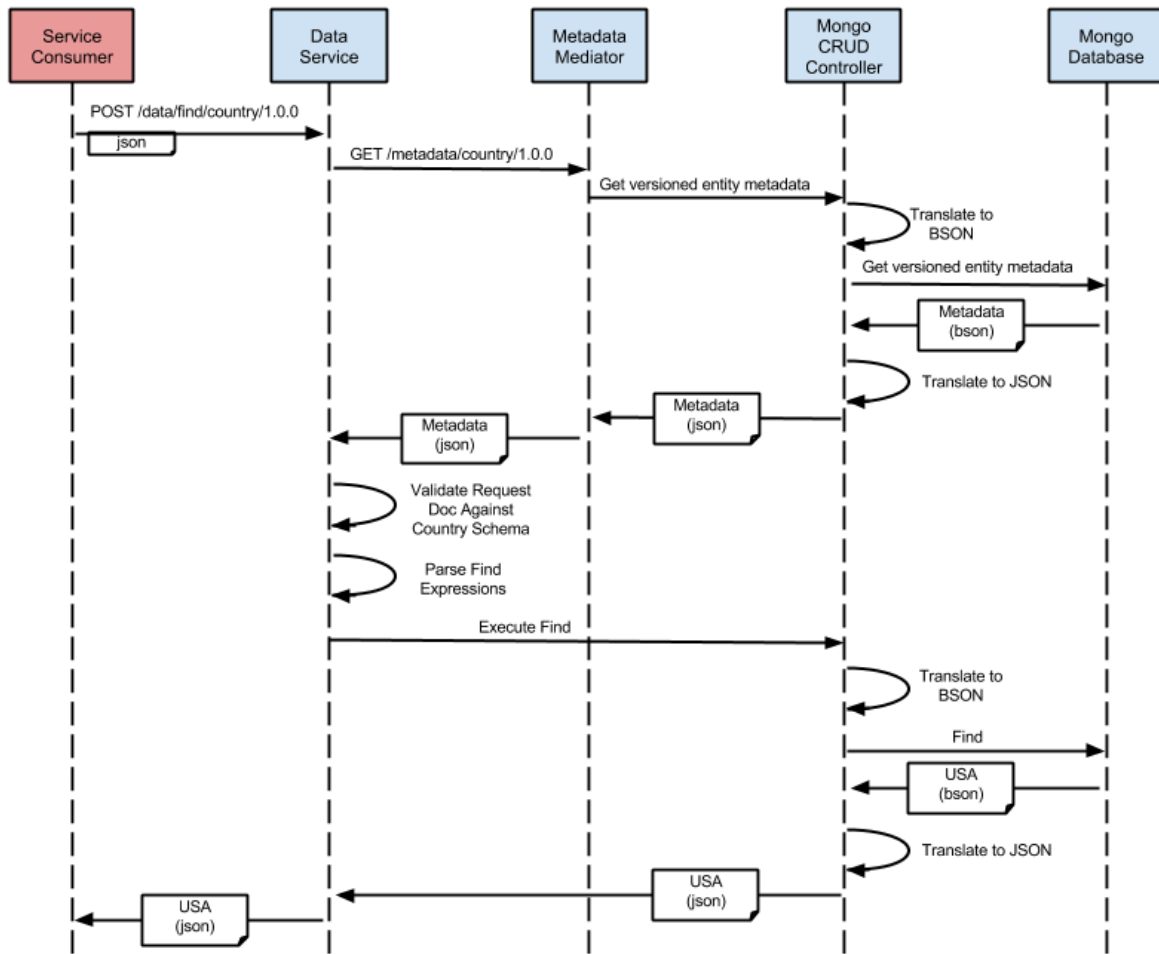 Service
Consumer
Data
Service
Metadata
Mediator
Mongo
CRUD
Controller
Mongo
Database
POST /data/find/country/1.0.0
json
GET /metadata/country/1.0.0
Get versioned entity metadata
Translate to
BSON
Get versioned entity metadata
Metadata
(bson)
Translate to JSON
Metadata
(json)
Metadata
(json)
Validate Request
Doc Against
Country Schema
Parse Find
Expressions
Execute Find
Translate to
BSON
Find
USA
(bson)
Translate to JSON
USA
(json)
USA
(json)